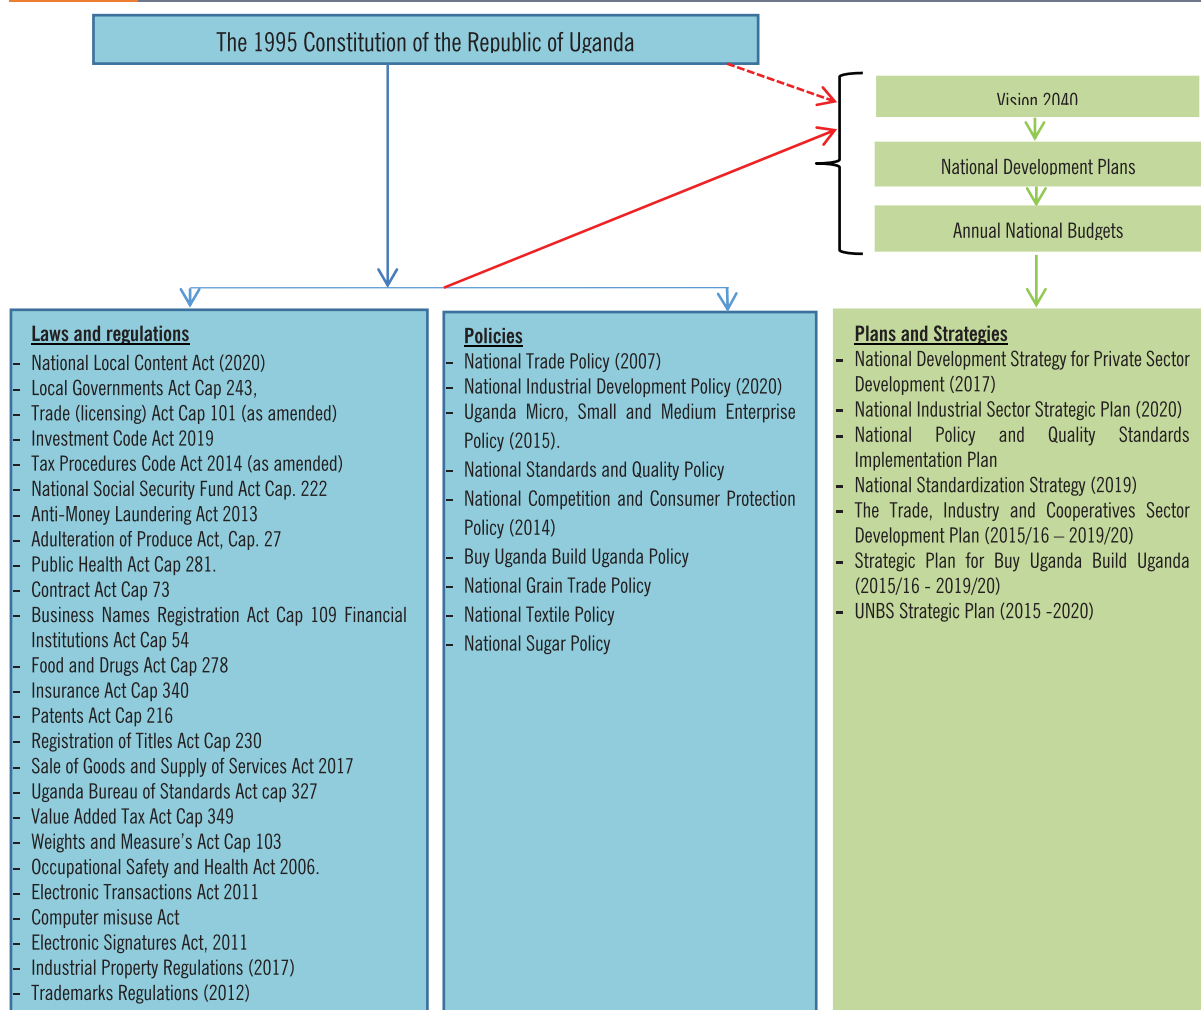 The 1995 Constitution of the Republic of Uganda
Vision 2040
National Development Plans
Annual National Budgets
Laws and regulations
– National Local Content Act (2020)
– Local Governments Act Cap 243,
– Trade (licensing) Act Cap 101 (as amended)
– Investment Code Act 2019
– Tax Procedures Code Act 2014 (as amended)
– National Social Security Fund Act Cap. 222
– Anti-Money Laundering Act 2013
– Adulteration of Produce Act, Cap. 27
– Public Health Act Cap 281.
– Contract Act Cap 73
– Business Names Registration Act Cap 109 Financial
Institutions Act Cap 54
– Food and Drugs Act Cap 278
– Insurance Act Cap 340
– Patents Act Cap 216
– Registration of Titles Act Cap 230
– Sale of Goods and Supply of Services Act 2017
– Uganda Bureau of Standards Act cap 327
– Value Added Tax Act Cap 349
– Weights and Measure's Act Cap 103
– Occupational Safety and Health Act 2006.
– Electronic Transactions Act 2011
– Computer misuse Act
– Electronic Signatures Act, 2011
– Industrial Property Regulations (2017)
– Trademarks Regulations (2012)
Policies
– National Trade Policy (2007)
– National Industrial Development Policy (2020)
– Uganda Micro, Small and Medium Enterprise
Policy (2015).
– National Standards and Quality Policy
– National Competition and Consumer Protection
Policy (2014)
– Buy Uganda Build Uganda Policy
– National Grain Trade Policy
– National Textile Policy
– National Sugar Policy
Plans and Strategies
– National Development Strategy for Private Sector
Development (2017)
– National Industrial Sector Strategic Plan (2020)
– National Policy and Quality Standards
Implementation Plan
– National Standardization Strategy (2019)
– The Trade, Industry and Cooperatives Sector
Development Plan (2015/16 – 2019/20)
– Strategic Plan for Buy Uganda Build Uganda
(2015/16 - 2019/20)
– UNBS Strategic Plan (2015 -2020)